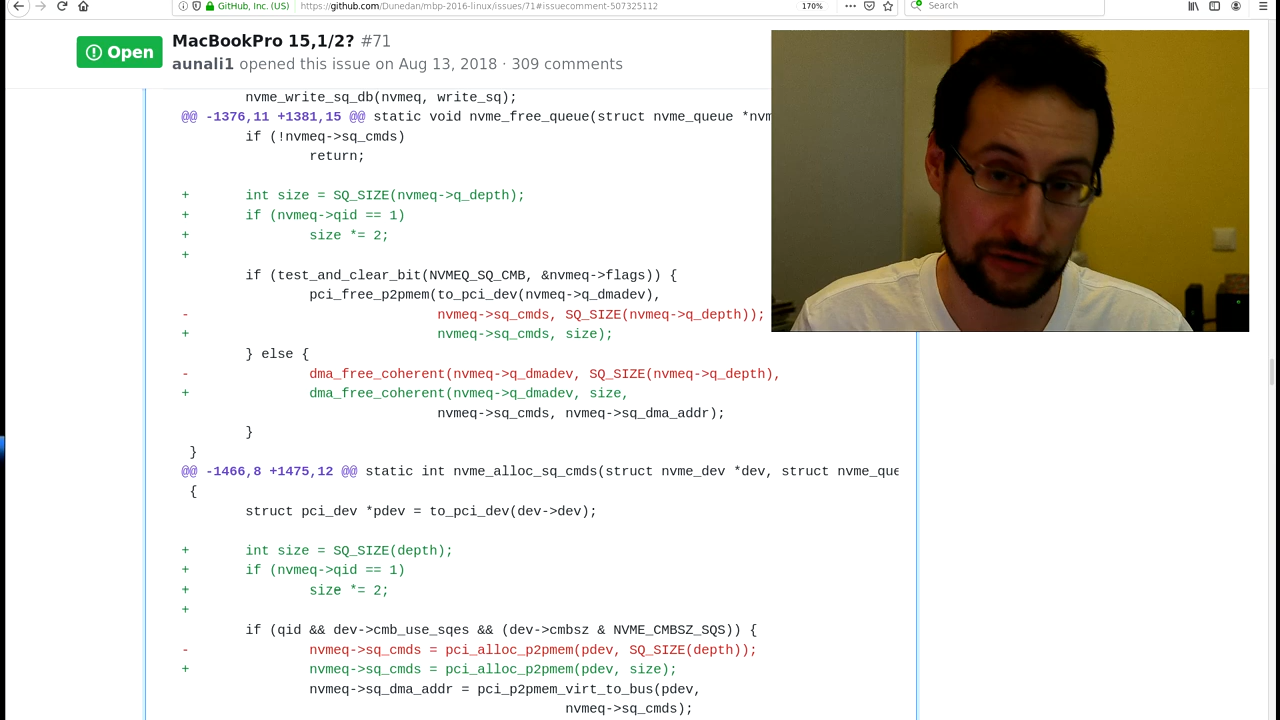 GitHub, Inc. (US)
https://github.com/Dunedan/mbp-2016-linux/issues/71#issuecomment-507325112
170%
Search
Open
MacBookPro 15,1/2? #71
aunali1 opened this issue on Aug 13, 2018 · 309 comments
nvme_write_sq_db(nvmeq, write_sq);
@@ -1376,11 +1381,15 @@ static void nvme_free_queue(struct nvme_queue *nvm
if (!nvmeq->sq_cmds)
return;
+ int size = SQ_SIZE(nvmeq->q_depth);
+ if (nvmeq->qid == 1)
+ size *= 2;
+
if (test_and_clear_bit(NVMEQ_SQ_CMB, &nvmeq->flags)) {
pci_free_p2pmem(to_pci_dev(nvmeq->q_dmadev),
- nvmeq->sq_cmds, SQ_SIZE(nvmeq->q_depth));
+ nvmeq->sq_cmds, size);
} else {
- dma_free_coherent(nvmeq->q_dmadev, SQ_SIZE(nvmeq->q_depth),
+ dma_free_coherent(nvmeq->q_dmadev, size,
nvmeq->sq_cmds, nvmeq->sq_dma_addr);
}
}
@@ -1466,8 +1475,12 @@ static int nvme_alloc_sq_cmds(struct nvme_dev *dev, struct nvme_que
{
struct pci_dev *pdev = to_pci_dev(dev->dev);
+ int size = SQ_SIZE(depth);
+ if (nvmeq->qid == 1)
+ size *= 2;
+
if (qid && dev->cmb_use_sqes && (dev->cmbsz & NVME_CMBSZ_SQS)) {
- nvmeq->sq_cmds = pci_alloc_p2pmem(pdev, SQ_SIZE(depth));
+ nvmeq->sq_cmds = pci_alloc_p2pmem(pdev, size);
nvmeq->sq_dma_addr = pci_p2pmem_virt_to_bus(pdev,
nvmeq->sq_cmds);